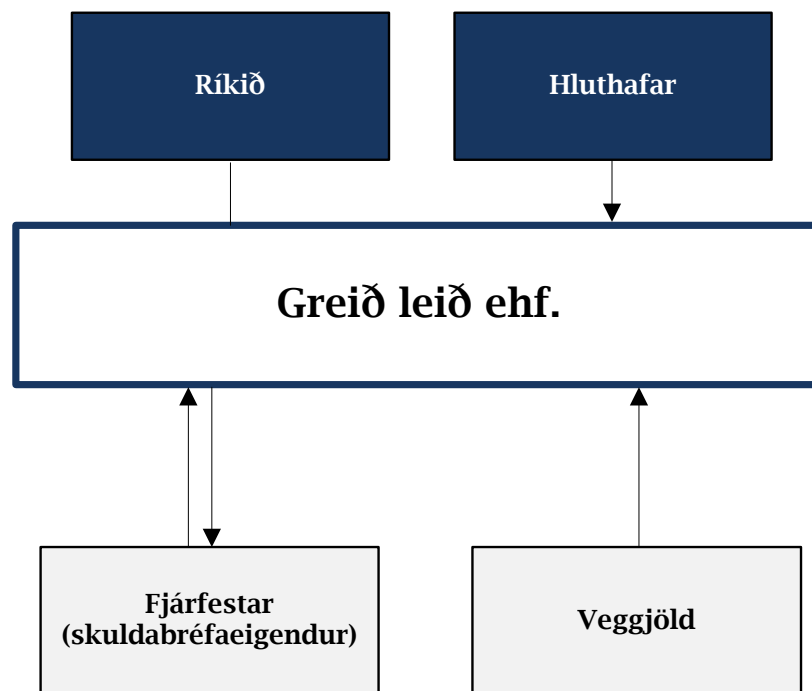 Ríkið
Hluthafar
Greið leið ehf.
Fjárfestar
(skuldabréfaeigendur)
Veggjöld